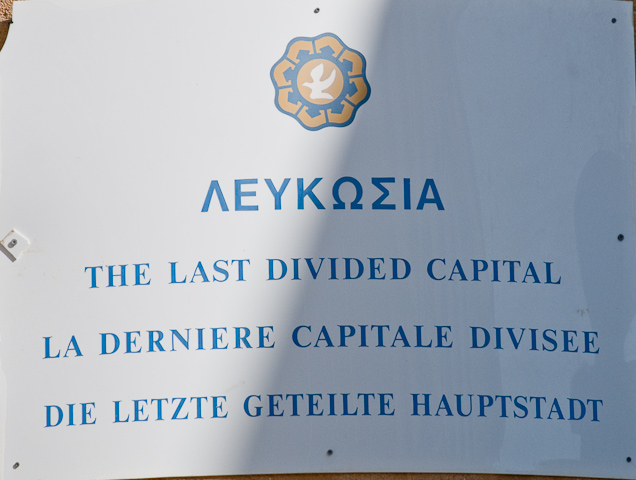 ΛΕΥΚΩΣΙΑ
THE LAST DIVIDED CAPITAL
LA DERNIERE CAPITALE DIVISEE
DIE LETZTE GETEILTE HAUPTSTADT